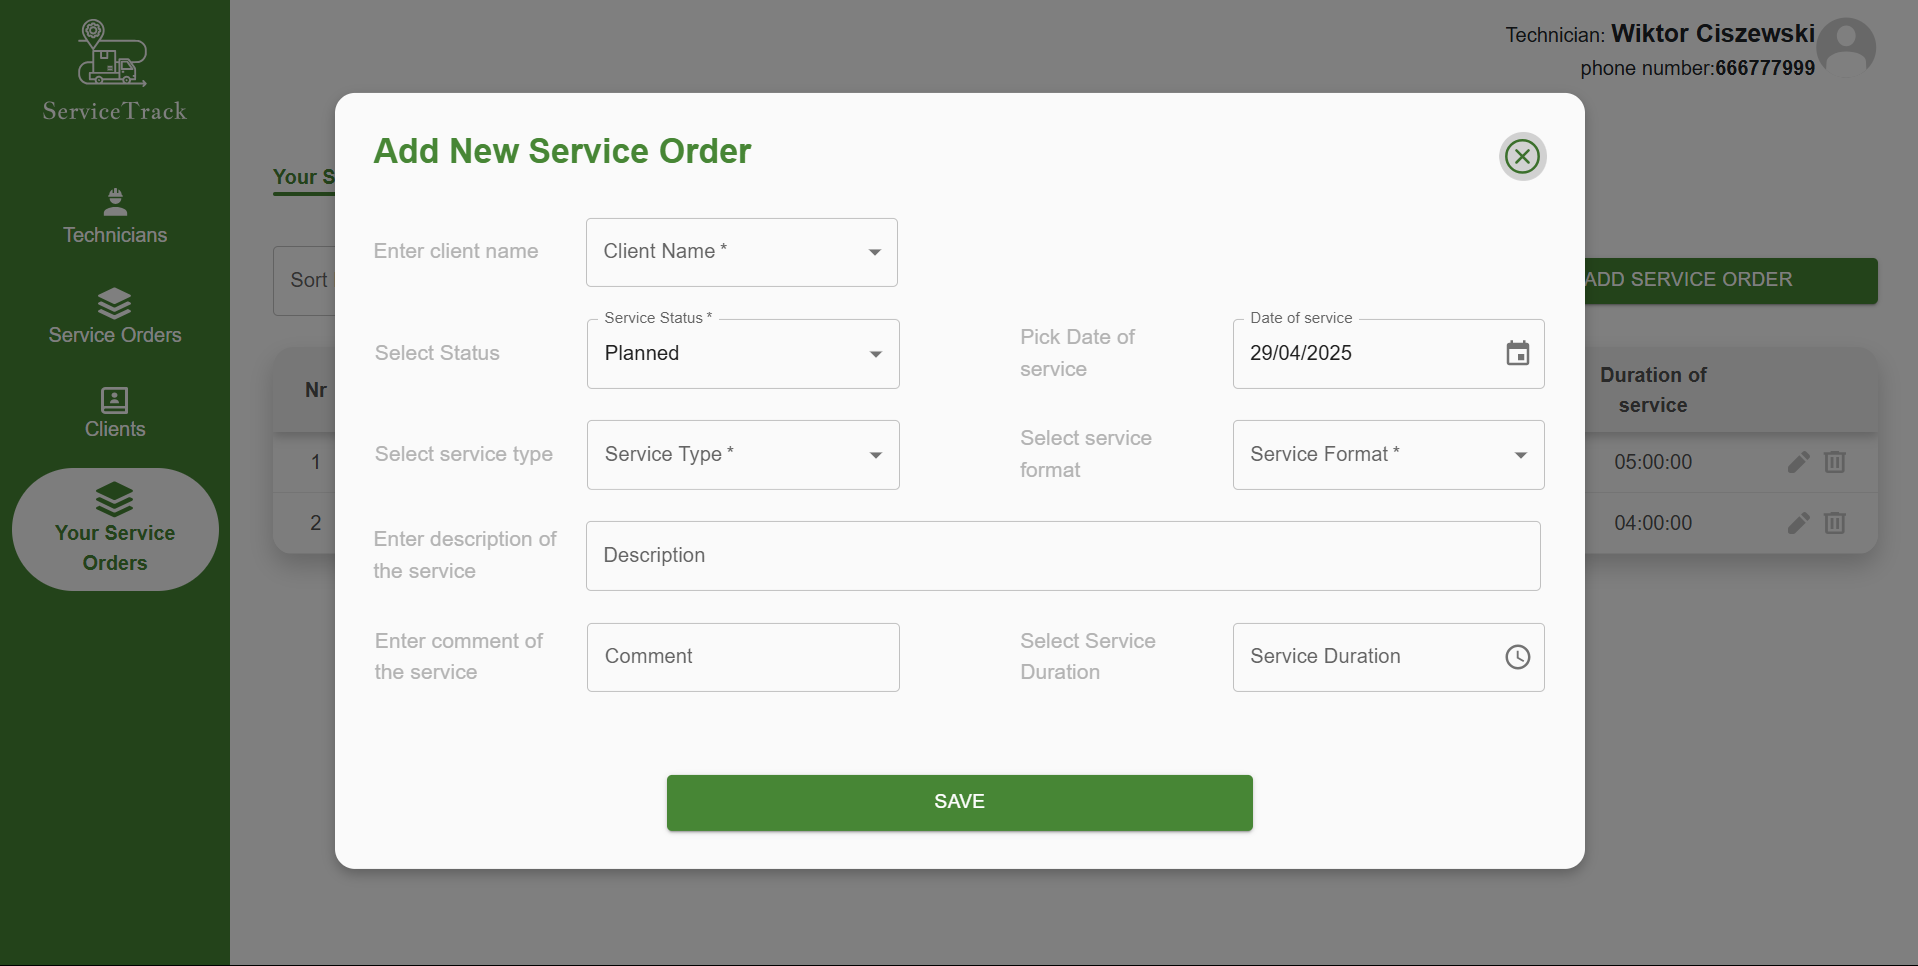 ServiceTrack
Technicians
Service Orders
Clients
Your Service
Orders
Technician: Wiktor Ciszewski
phone number:666777999
Your S
Sort
ADD SERVICE ORDER
Nr
Duration of
service
1
05:00:00
2
04:00:00
Add New Service Order
Enter client name
Client Name *
Select Status
Service Status *
Planned
Pick Date of
service
Date of service
29/04/2025
Select service type
Service Type *
Select service
format
Service Format *
Enter description of
the service
Description
Enter comment of
the service
Comment
Select Service
Duration
Service Duration
SAVE